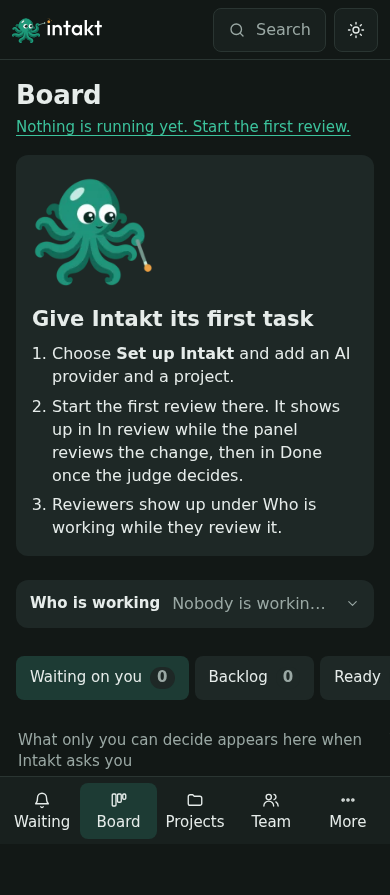 intakt
Search
Board
Nothing is running yet. Start the first review.
Give Intakt its first task
1. Choose Set up Intakt and add an AI
provider and a project.
2. Start the first review there. It shows
up in In review while the panel
reviews the change, then in Done
once the judge decides.
3. Reviewers show up under Who is
working while they review it.
Who is working Nobody is workin...
Waiting on you 0 Backlog 0 Ready
What only you can decide appears here when
Intakt asks you
Waiting Board Projects Team More